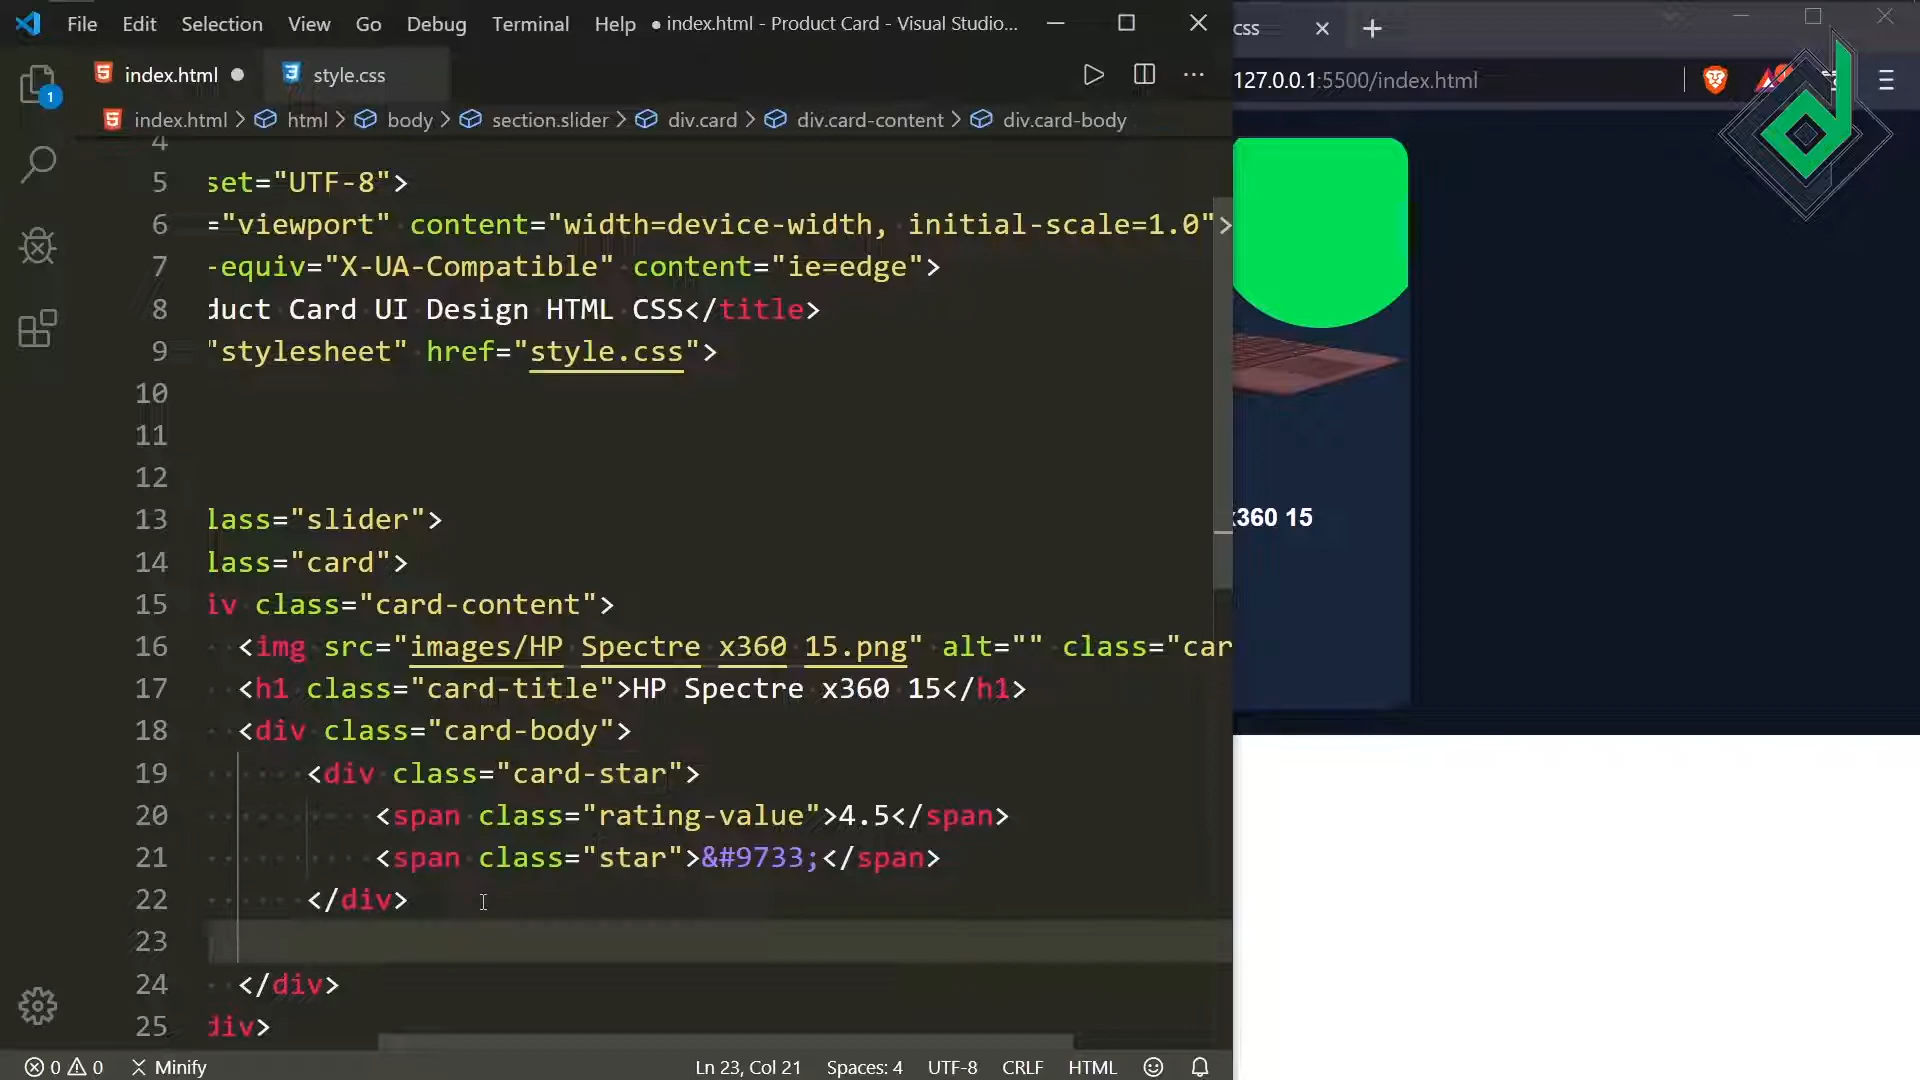 File Edit Selection View Go Debug Terminal Help ● index.html - Product Card - Visual Studio...
css
index.html ● style.css
127.0.0.1:5500/index.html
1
index.html > html > body > section.slider > div.card > div.card-content > div.card-body
4
5 set="UTF-8">
6 ="viewport" content="width=device-width, initial-scale=1.0">
7 -equiv="X-UA-Compatible" content="ie=edge">
8 duct Card UI Design HTML CSS</title>
9 "stylesheet" href="style.css">
10
11
12
13 lass="slider">
14 lass="card">
15 iv class="card-content">
16 <img src="images/HP Spectre x360 15.png" alt="" class="car
17 <h1 class="card-title">HP Spectre x360 15</h1>
18 <div class="card-body">
19 <div class="card-star">
20 <span class="rating-value">4.5</span>
21 <span class="star">&#9733;</span>
22 </div>
23
24 </div>
25 div>
x360 15
0 0 Minify
Ln 23, Col 21 Spaces: 4 UTF-8 CRLF HTML